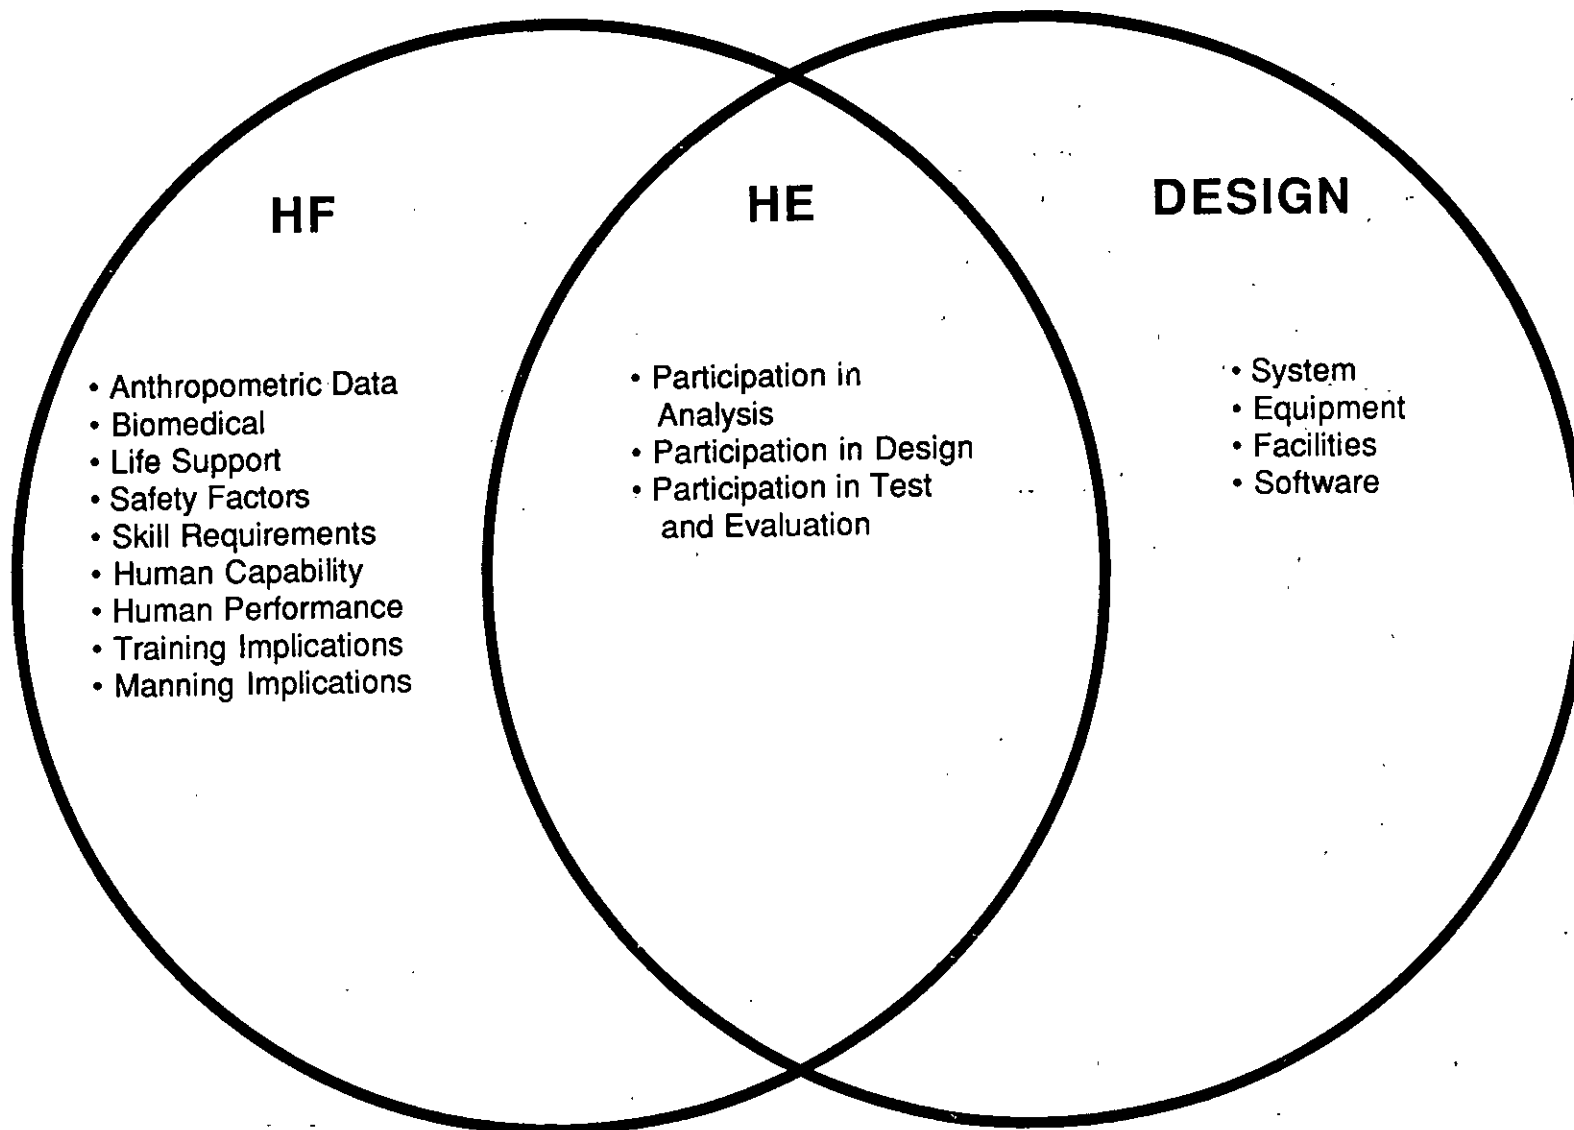 HF
• Anthropometric Data
• Biomedical
• Life Support
• Safety Factors
• Skill Requirements
• Human Capability
• Human Performance
• Training Implications
• Manning Implications
HE
• Participation in
Analysis
• Participation in Design
• Participation in Test
and Evaluation
DESIGN
• System
• Equipment
• Facilities
• Software